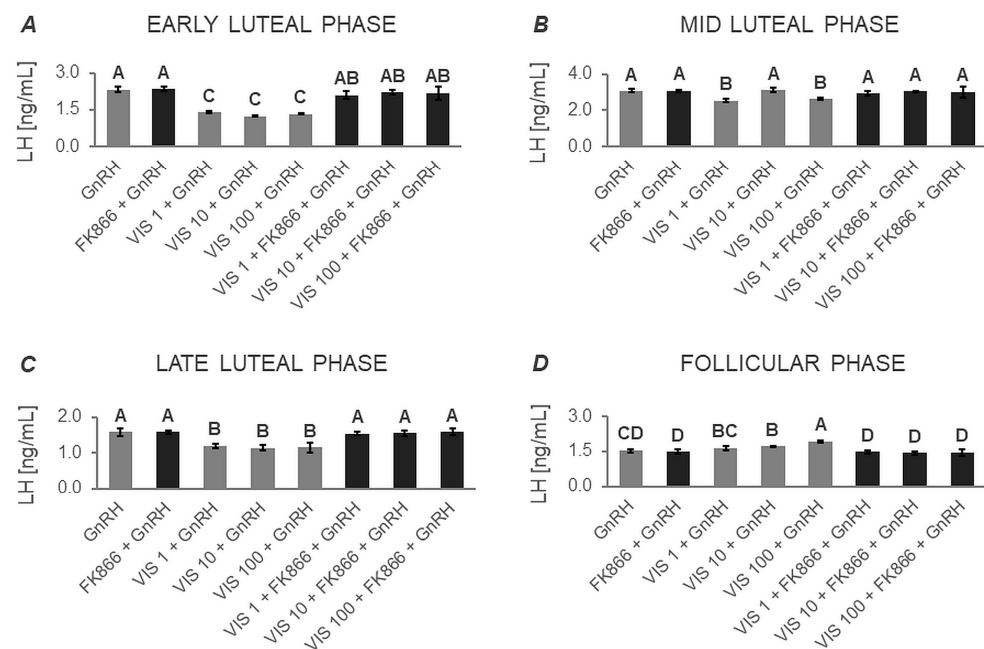 A EARLY LUTEAL PHASE
LH [ng/mL]
3.0
1.5
0.0
A A C C C AB AB AB
GnRH
FK866 + GnRH
VIS 1 + GnRH
VIS 10 + GnRH
VIS 100 + GnRH
VIS 1 + FK866 + GnRH
VIS 10 + FK866 + GnRH
VIS 100 + FK866 + GnRH
B MID LUTEAL PHASE
LH [ng/mL]
4.0
2.0
0.0
A A B A B A A A
GnRH
FK866 + GnRH
VIS 1 + GnRH
VIS 10 + GnRH
VIS 100 + GnRH
VIS 1 + FK866 + GnRH
VIS 10 + FK866 + GnRH
VIS 100 + FK866 + GnRH
C LATE LUTEAL PHASE
LH [ng/mL]
2.0
1.0
0.0
A A B B B A A A
GnRH
FK866 + GnRH
VIS 1 + GnRH
VIS 10 + GnRH
VIS 100 + GnRH
VIS 1 + FK866 + GnRH
VIS 10 + FK866 + GnRH
VIS 100 + FK866 + GnRH
D FOLLICULAR PHASE
LH [ng/mL]
3.0
1.5
0.0
CD D BC B A D D D
GnRH
FK866 + GnRH
VIS 1 + GnRH
VIS 10 + GnRH
VIS 100 + GnRH
VIS 1 + FK866 + GnRH
VIS 10 + FK866 + GnRH
VIS 100 + FK866 + GnRH